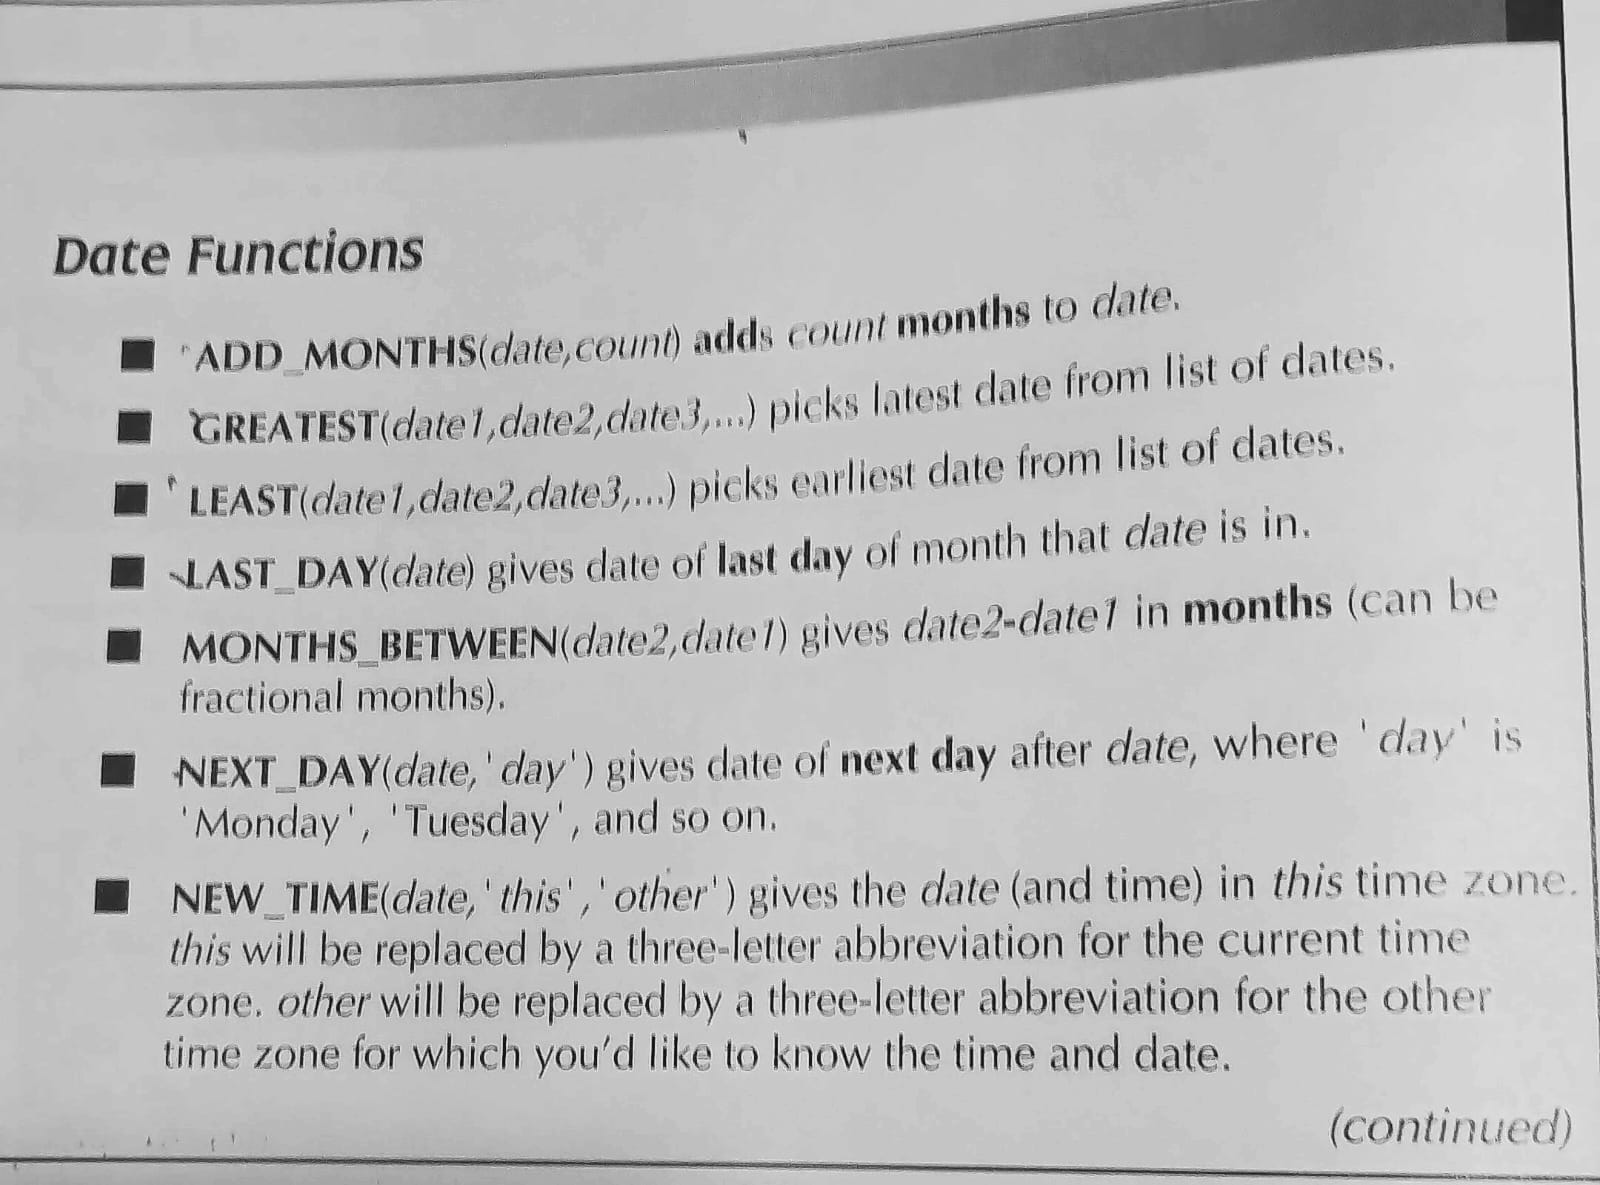 Date Functions
■ ADD_MONTHS(date,count) adds count months to date.
■ GREATEST(date1,date2,date3,...) picks latest date from list of dates.
■ LEAST(date1,date2,date3,...) picks earliest date from list of dates.
■ LAST_DAY(date) gives date of last day of month that date is in.
■ MONTHS_BETWEEN(date2,date1) gives date2-date1 in months (can be
fractional months).
■ NEXT_DAY(date,'day') gives date of next day after date, where 'day' is
'Monday', 'Tuesday', and so on.
■ NEW_TIME(date,'this','other') gives the date (and time) in this time zone.
this will be replaced by a three-letter abbreviation for the current time
zone. other will be replaced by a three-letter abbreviation for the other
time zone for which you'd like to know the time and date.
(continued)